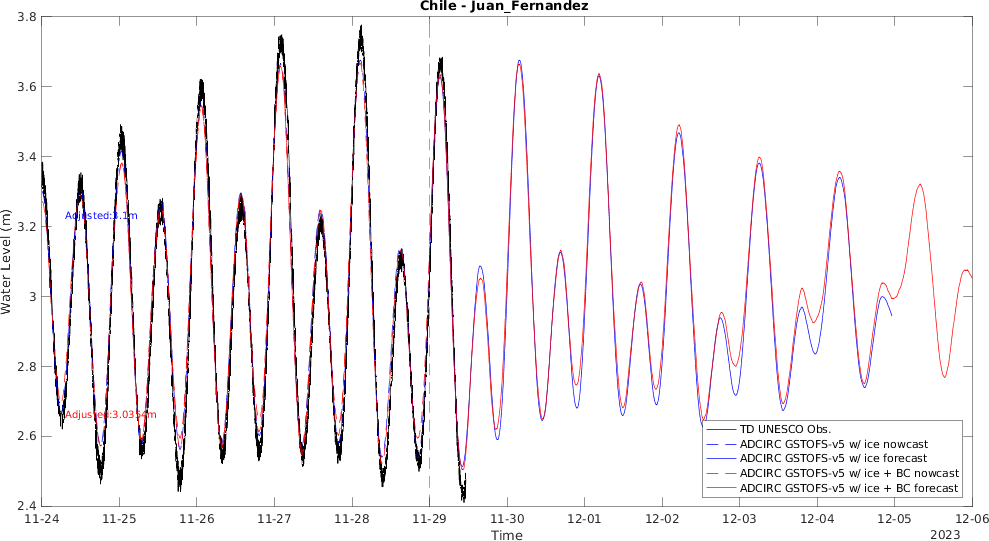 Chile - Juan_Fernandez
3.8
3.6
3.4
3.2
3
2.8
2.6
2.4
Water Level (m)
Adjusted:3.1m
Adjusted:3.0354m
TD UNESCO Obs.
ADCIRC GSTOFS-v5 w/ ice nowcast
ADCIRC GSTOFS-v5 w/ ice forecast
ADCIRC GSTOFS-v5 w/ ice + BC nowcast
ADCIRC GSTOFS-v5 w/ ice + BC forecast
11-24 11-25 11-26 11-27 11-28 11-29 11-30 12-01 12-02 12-03 12-04 12-05 12-06
Time
2023